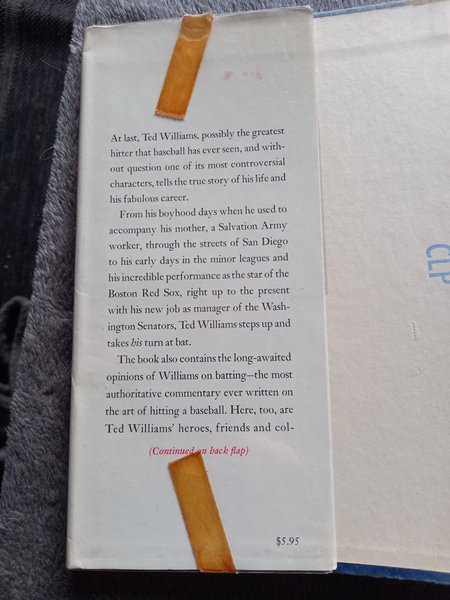 At last, Ted Williams, possibly the greatest
hitter that baseball has ever seen, and with-
out question one of its most controversial
characters, tells the true story of his life and
his fabulous career.
From his boyhood days when he used to
accompany his mother, a Salvation Army
worker, through the streets of San Diego
to his early days in the minor leagues and
his incredible performance as the star of the
Boston Red Sox, right up to the present
with his new job as manager of the Wash-
ington Senators, Ted Williams steps up and
takes his turn at bat.
The book also contains the long-awaited
opinions of Williams on batting—the most
authoritative commentary ever written on
the art of hitting a baseball. Here, too, are
Ted Williams' heroes, friends and col-
(Continued on back flap)
$5.95
CLP